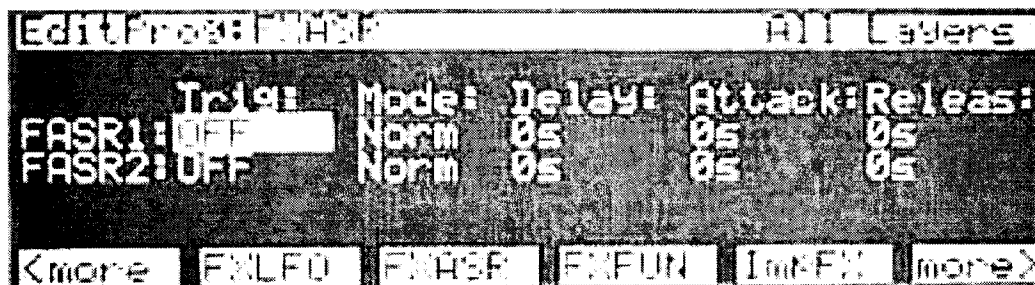 EditProg:FXASR All Layers
Trig: Mode: Delay: Attack: Releas:
FASR1:Off Norm 0s 0s 0s
FASR2:Off Norm 0s 0s 0s
<more FXLFO FXASR FXFUN ImNFX more>